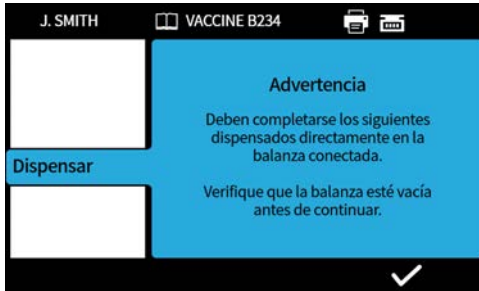 J. SMITH
VACCINE B234
Advertencia
Deben completarse los siguientes
dispensados directamente en la
balanza conectada.
Dispensar
Verifique que la balanza esté vacía
antes de continuar.